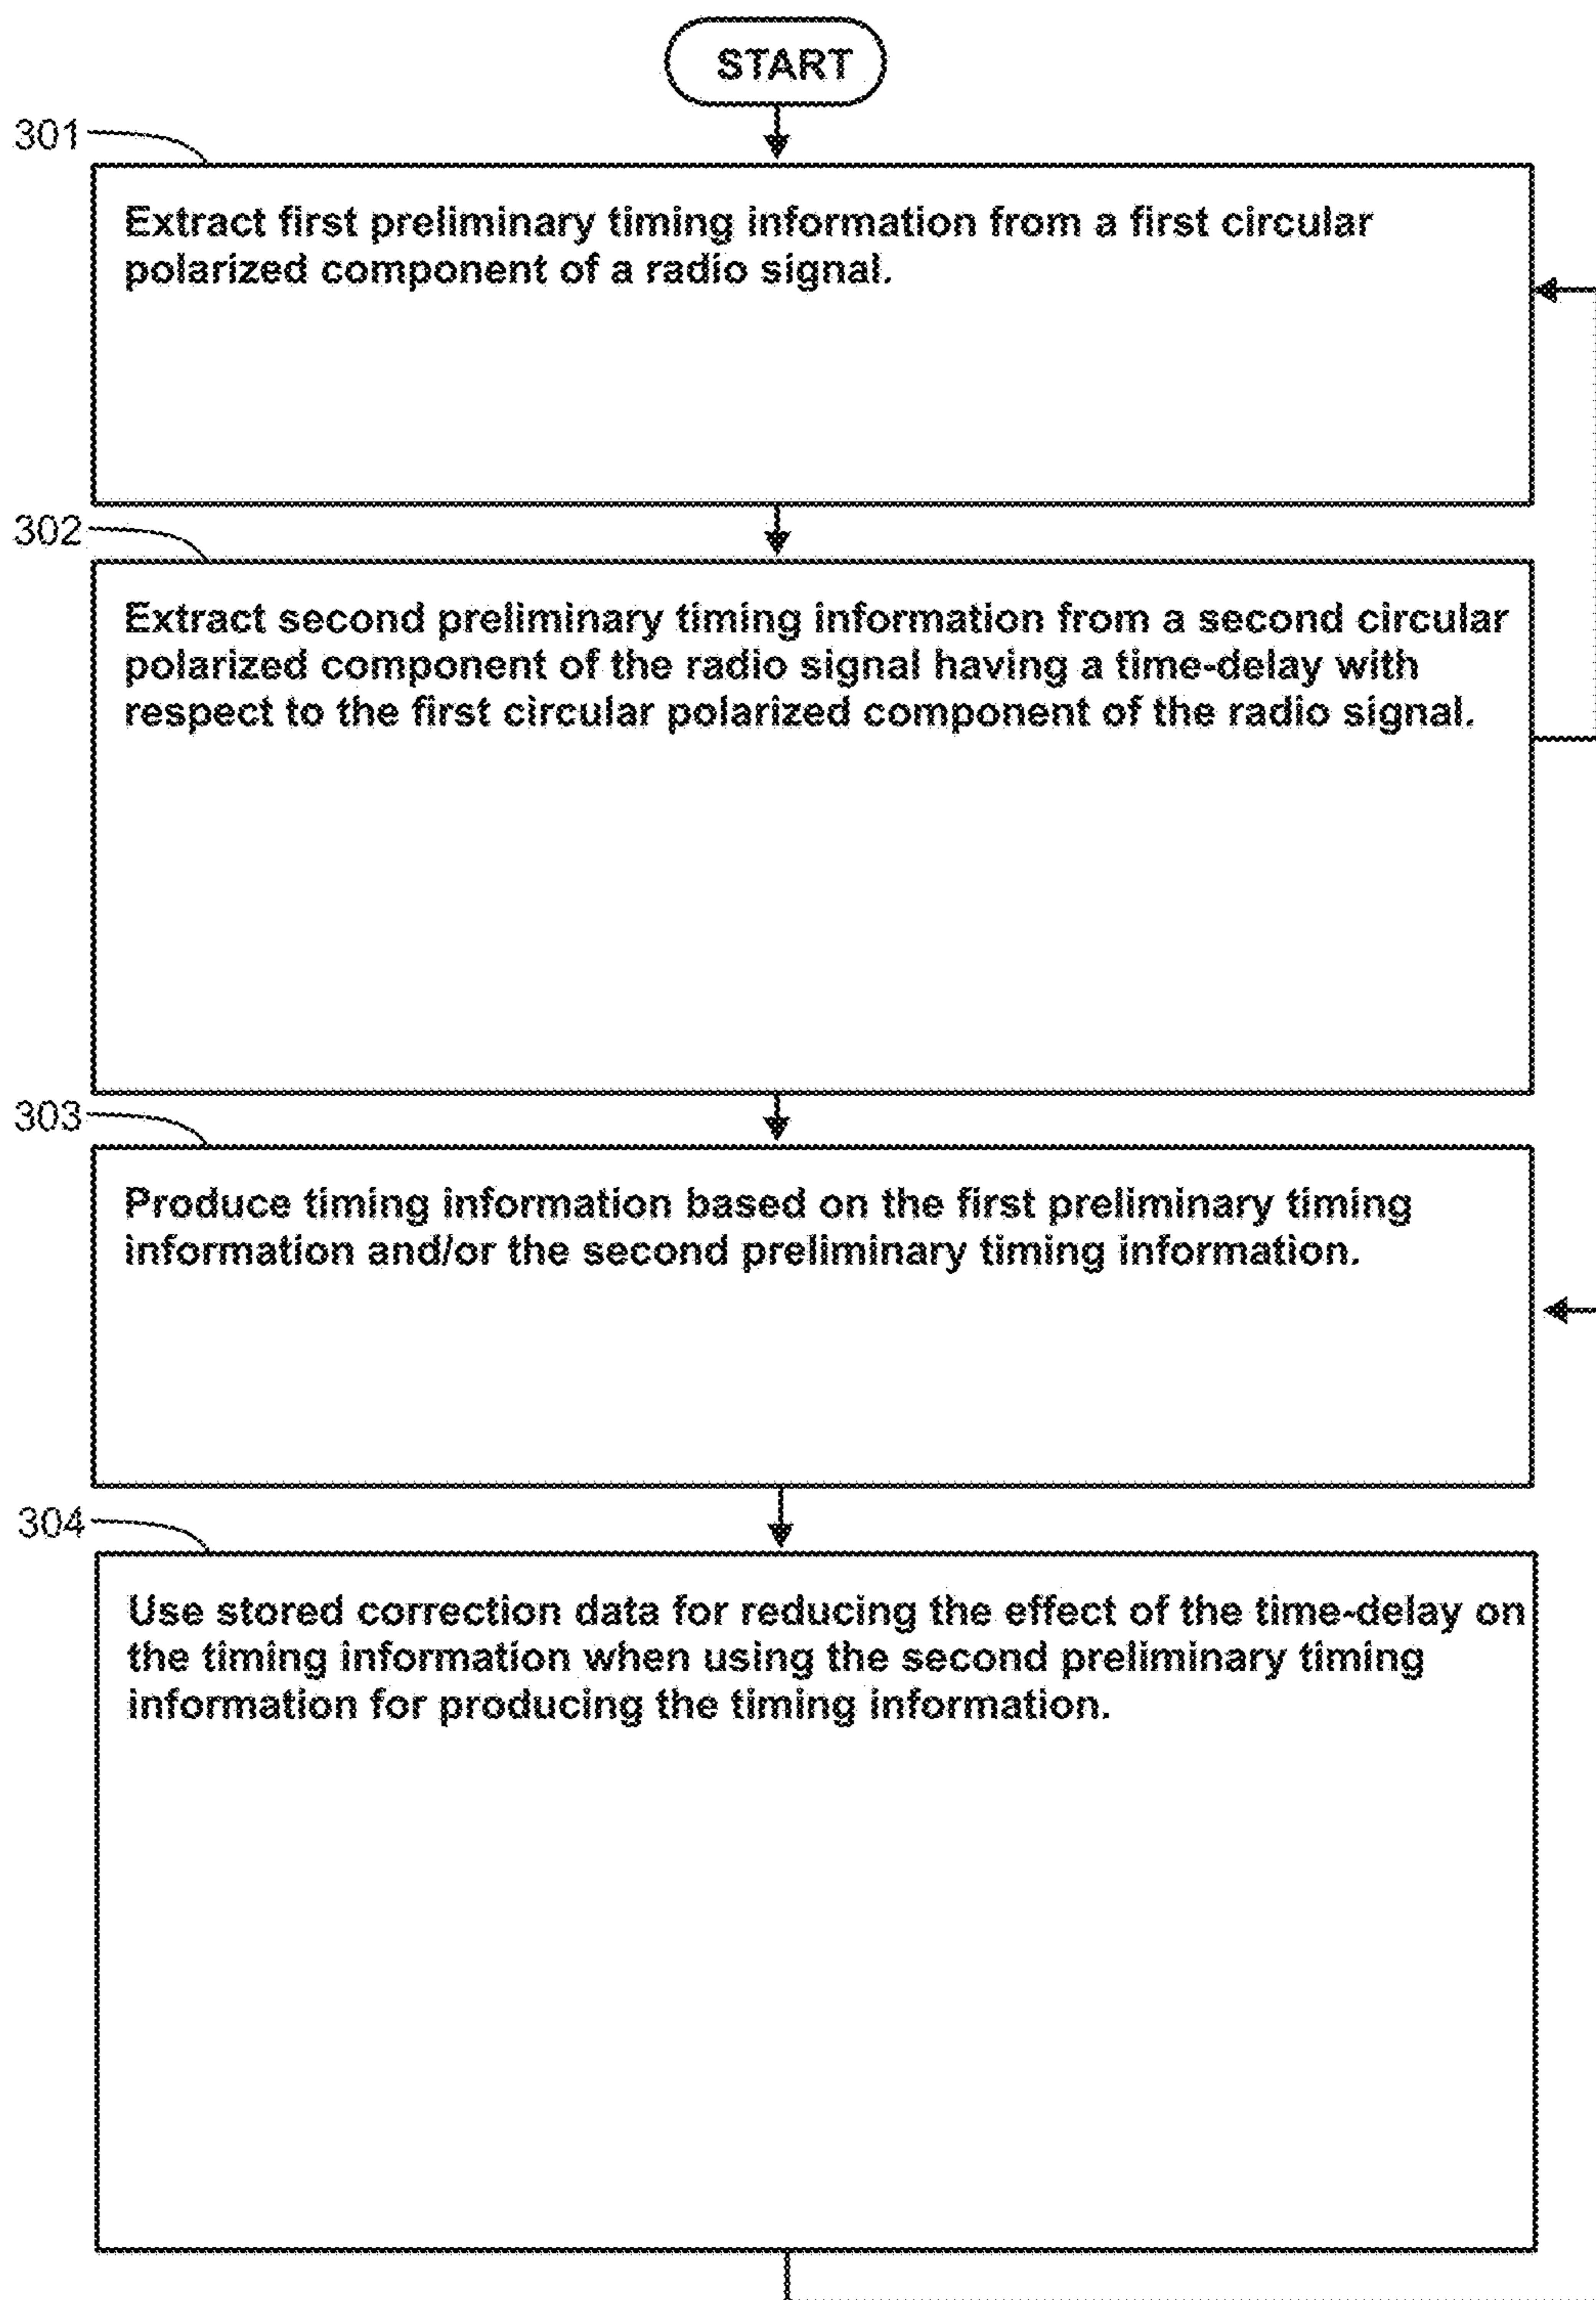 START
301
Extract first preliminary timing information from a first circular
polarized component of a radio signal.
302
Extract second preliminary timing information from a second circular
polarized component of the radio signal having a time-delay with
respect to the first circular polarized component of the radio signal.
303
Produce timing information based on the first preliminary timing
information and/or the second preliminary timing information.
304
Use stored correction data for reducing the effect of the time-delay on
the timing information when using the second preliminary timing
information for producing the timing information.